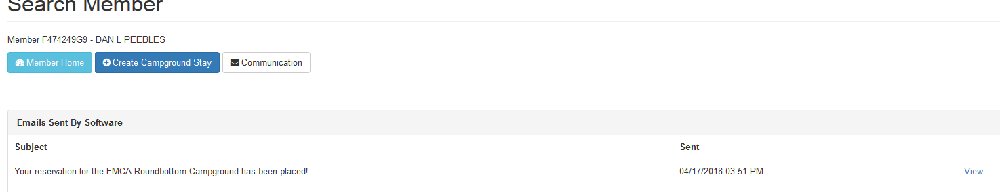 Search Member
Member F474249G9 - DAN L PEEBLES
Member Home Create Campground Stay Communication
Emails Sent By Software
Subject Sent
Your reservation for the FMCA Roundbottom Campground has been placed! 04/17/2018 03:51 PM View